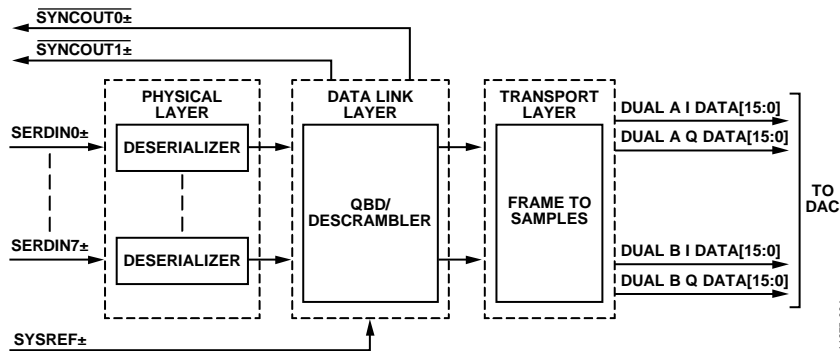 SYNCOUT0±
SYNCOUT1±
PHYSICAL
LAYER
DATA LINK
LAYER
TRANSPORT
LAYER
SERDIN0±
DESERIALIZER
QBD/
DESCRAMBLER
FRAME TO
SAMPLES
DUAL A I DATA[15:0]
DUAL A Q DATA[15:0]
TO
DAC
SERDIN7±
DESERIALIZER
DUAL B I DATA[15:0]
DUAL B Q DATA[15:0]
SYSREF±